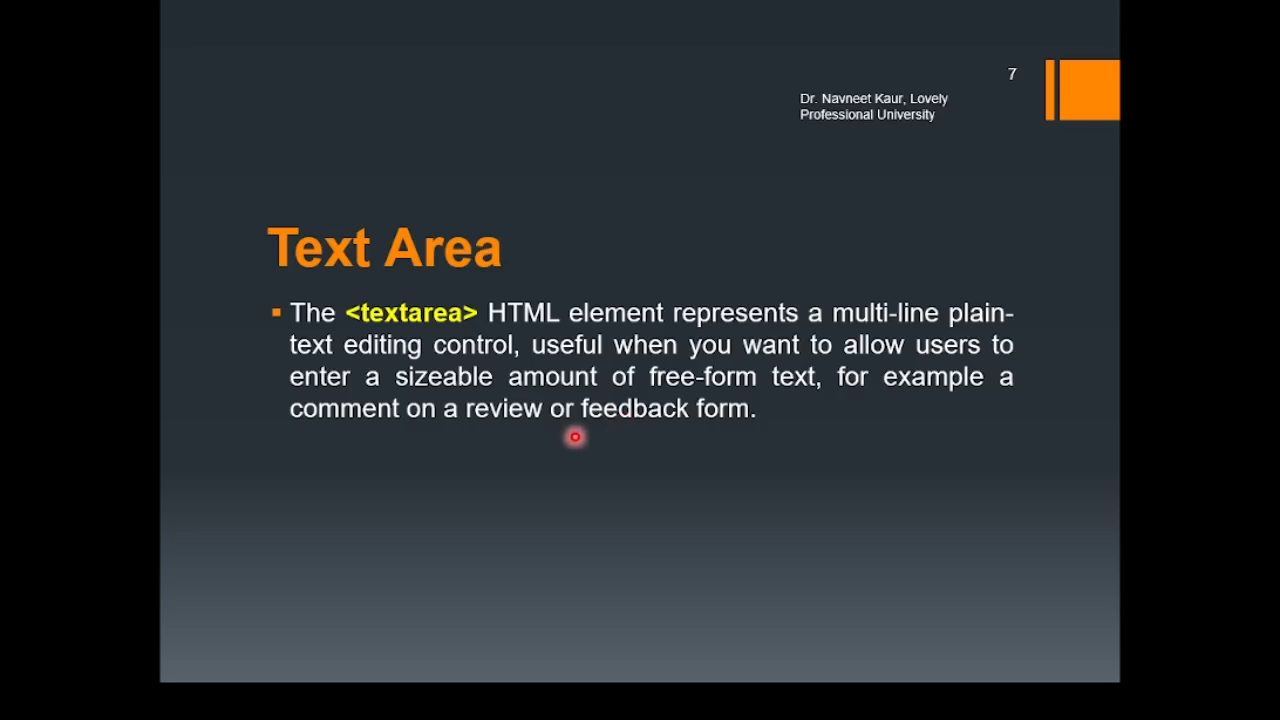 7
Dr. Navneet Kaur, Lovely
Professional University
Text Area
The <textarea> HTML element represents a multi-line plain-
text editing control, useful when you want to allow users to
enter a sizeable amount of free-form text, for example a
comment on a review or feedback form.